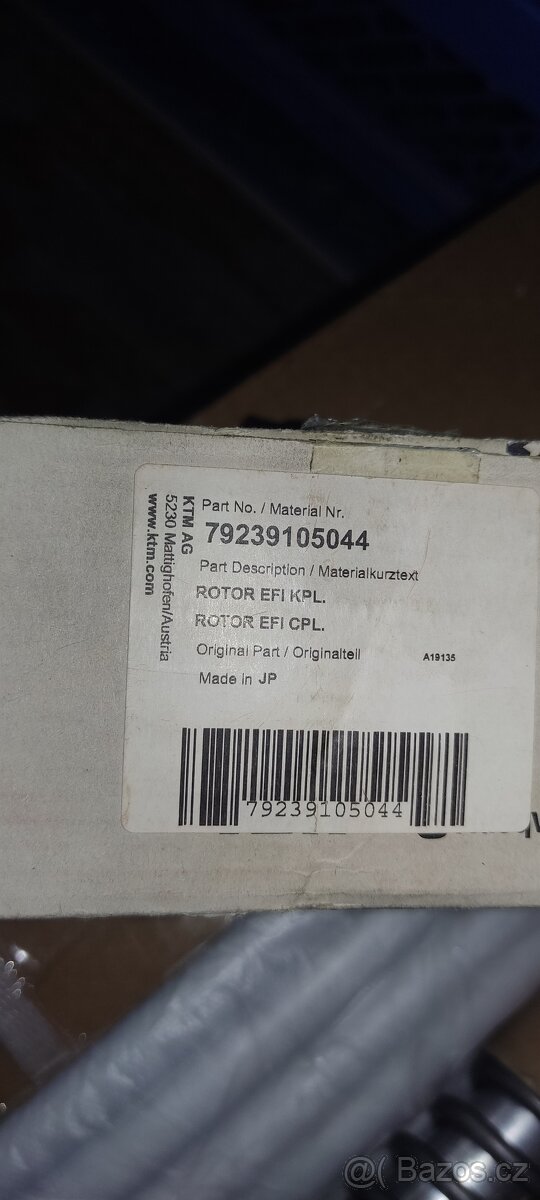 KTM AG
5230 Mattighofen/Austria
www.ktm.com
Part No. / Material Nr.
79239105044
Part Description / Materialkurztext
ROTOR EFI KPL.
ROTOR EFI CPL.
Original Part / Originalteil A19135
Made in JP
79239105044
@( Bazos.cz